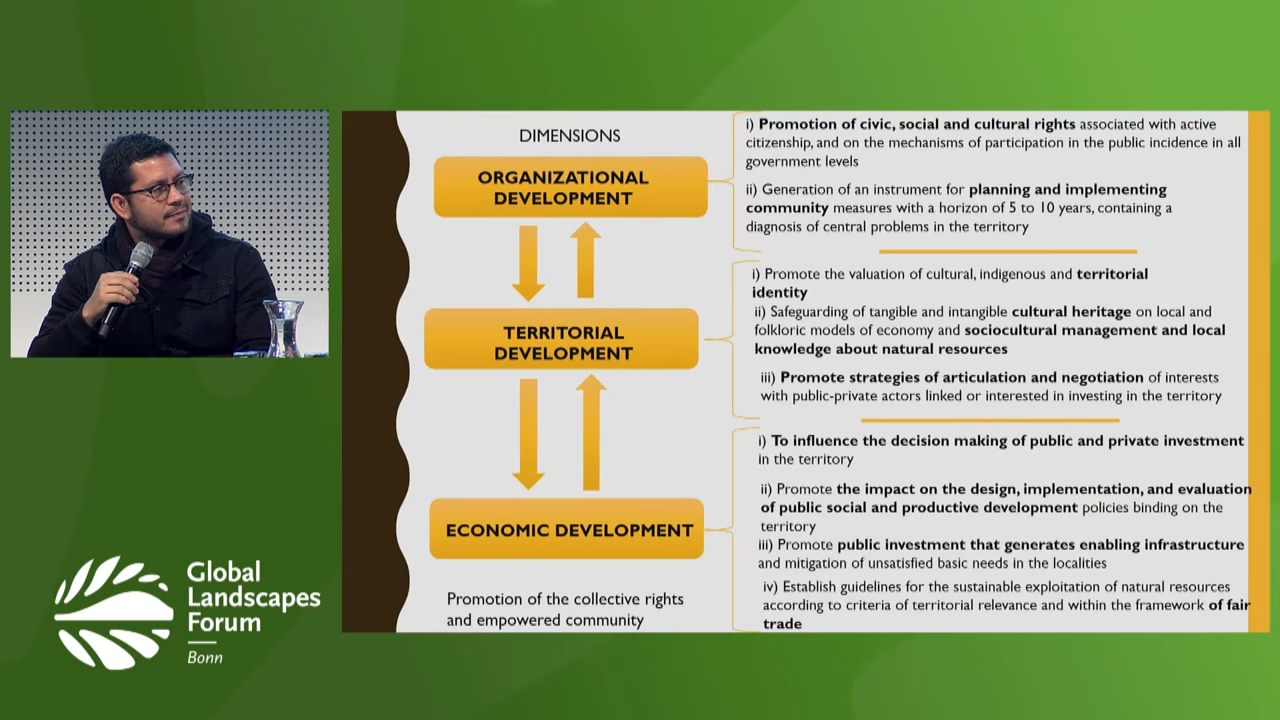 DIMENSIONS
ORGANIZATIONAL
DEVELOPMENT
i) Promotion of civic, social and cultural rights associated with active
citizenship, and on the mechanisms of participation in the public incidence in all
government levels
ii) Generation of an instrument for planning and implementing
community measures with a horizon of 5 to 10 years, containing a
diagnosis of central problems in the territory
TERRITORIAL
DEVELOPMENT
i) Promote the valuation of cultural, indigenous and territorial
identity
ii) Safeguarding of tangible and intangible cultural heritage on local and
folkloric models of economy and sociocultural management and local
knowledge about natural resources
iii) Promote strategies of articulation and negotiation of interests
with public-private actors linked or interested in investing in the territory
ECONOMIC DEVELOPMENT
i) To influence the decision making of public and private investment
in the territory
ii) Promote the impact on the design, implementation, and evaluation
of public social and productive development policies binding on the
territory
iii) Promote public investment that generates enabling infrastructure
and mitigation of unsatisfied basic needs in the localities
iv) Establish guidelines for the sustainable exploitation of natural resources
according to criteria of territorial relevance and within the framework of fair
trade
Promotion of the collective rights
and empowered community
Global
Landscapes
Forum
Bonn